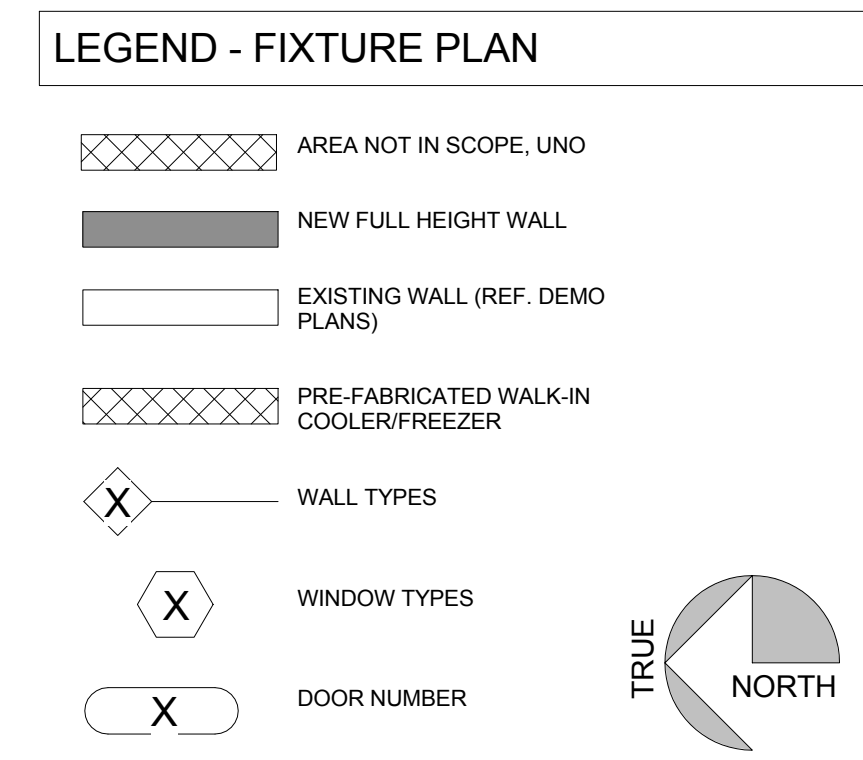 LEGEND - FIXTURE PLAN
AREA NOT IN SCOPE, UNO
NEW FULL HEIGHT WALL
EXISTING WALL (REF. DEMO
PLANS)
PRE-FABRICATED WALK-IN
COOLER/FREEZER
X
WALL TYPES
X
WINDOW TYPES
X
DOOR NUMBER
TRUE
NORTH